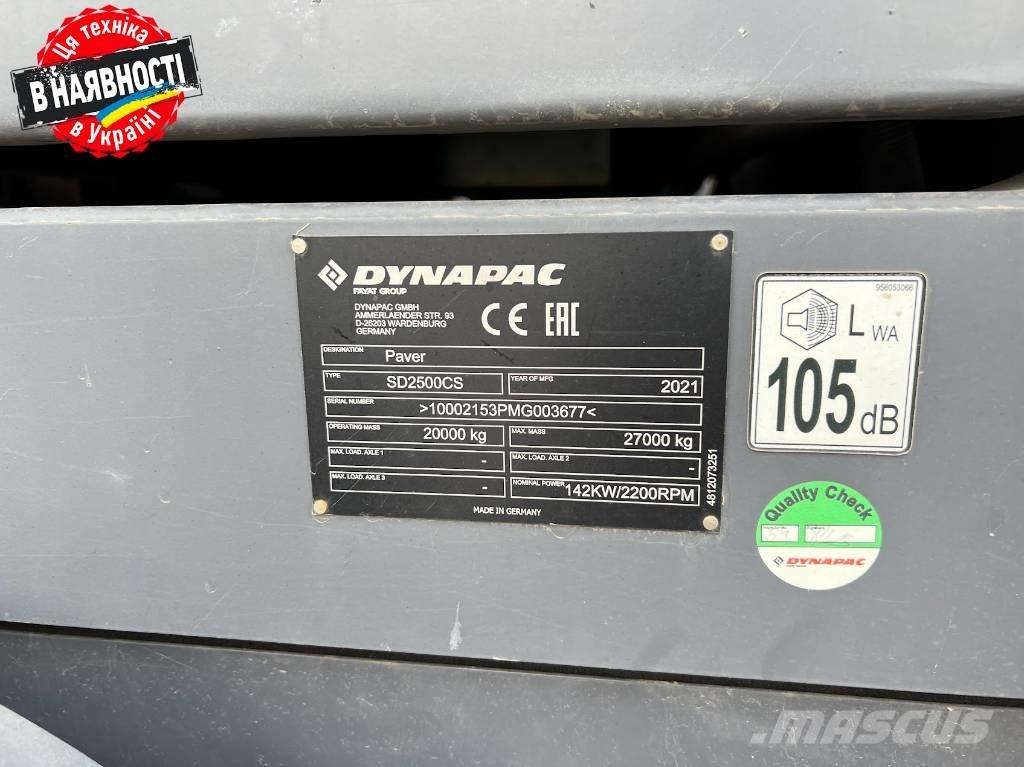 Ця техніка
В НАЯВНОСТІ
в Україні
DYNAPAC
FAYAT GROUP
DYNAPAC GMBH
AMMERLAENDER STR. 93
D-26203 WARDENBURG
GERMANY
CE EAC
DESIGNATION Paver
TYPE SD2500CS YEAR OF MFG 2021
SERIAL NUMBER >10002153PMG003677<
OPERATING MASS 20000 kg MAX. MASS 27000 kg
MAX. LOAD. AXLE 1 - MAX. LOAD. AXLE 2 -
MAX. LOAD. AXLE 3 - NOMINAL POWER 142KW/2200RPM
MADE IN GERMANY
4812073251
956053066
LWA
105 dB
Quality Check
DYNAPAC
MASCUS